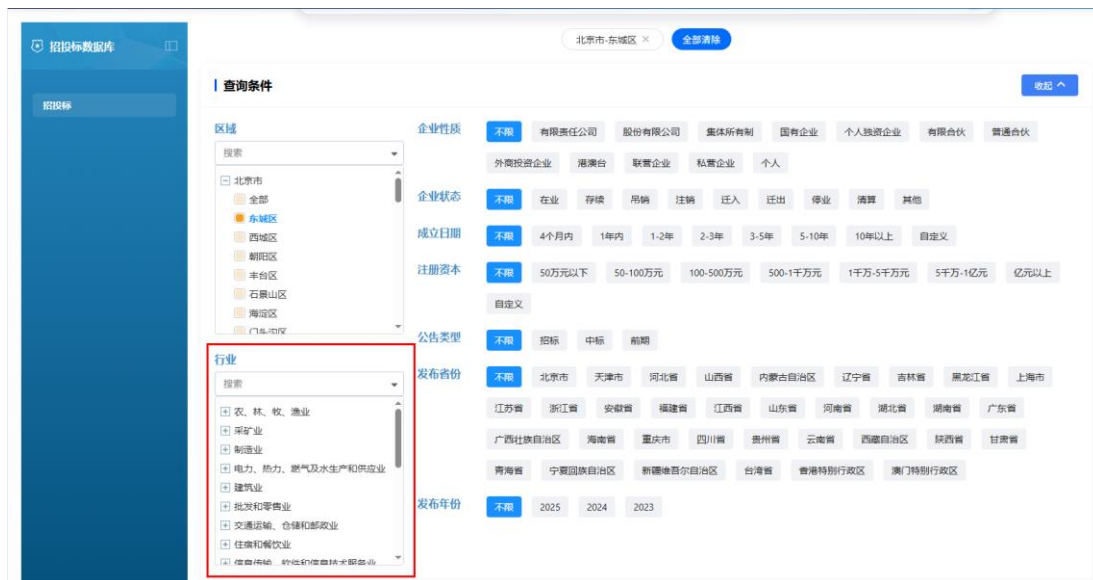 招投标数据库
招投标
北京市-东城区 ×
全部清除
查询条件
收起
区域
搜索
北京市
全部
东城区
西城区
朝阳区
丰台区
石景山区
海淀区
门头沟区
行业
搜索
农、林、牧、渔业
采矿业
制造业
电力、热力、燃气及水生产和供应业
建筑业
批发和零售业
交通运输、仓储和邮政业
住宿和餐饮业
信息传输、软件和信息技术服务业
企业性质 不限 有限责任公司 股份有限公司 集体所有制 国有企业 个人独资企业 有限合伙 普通合伙
外商投资企业 港澳台 联营企业 私营企业 个人
企业状态 不限 在业 存续 吊销 注销 迁入 迁出 停业 清算 其他
成立日期 不限 4个月内 1年内 1-2年 2-3年 3-5年 5-10年 10年以上 自定义
注册资本 不限 50万元以下 50-100万元 100-500万元 500-1千万元 1千万-5千万元 5千万-1亿元 亿元以上
自定义
公告类型 不限 招标 中标 前期
发布省份 不限 北京市 天津市 河北省 山西省 内蒙古自治区 辽宁省 吉林省 黑龙江省 上海市
江苏省 浙江省 安徽省 福建省 江西省 山东省 河南省 湖北省 湖南省 广东省
广西壮族自治区 海南省 重庆市 四川省 贵州省 云南省 西藏自治区 陕西省 甘肃省
青海省 宁夏回族自治区 新疆维吾尔自治区 台湾省 香港特别行政区 澳门特别行政区
发布年份 不限 2025 2024 2023